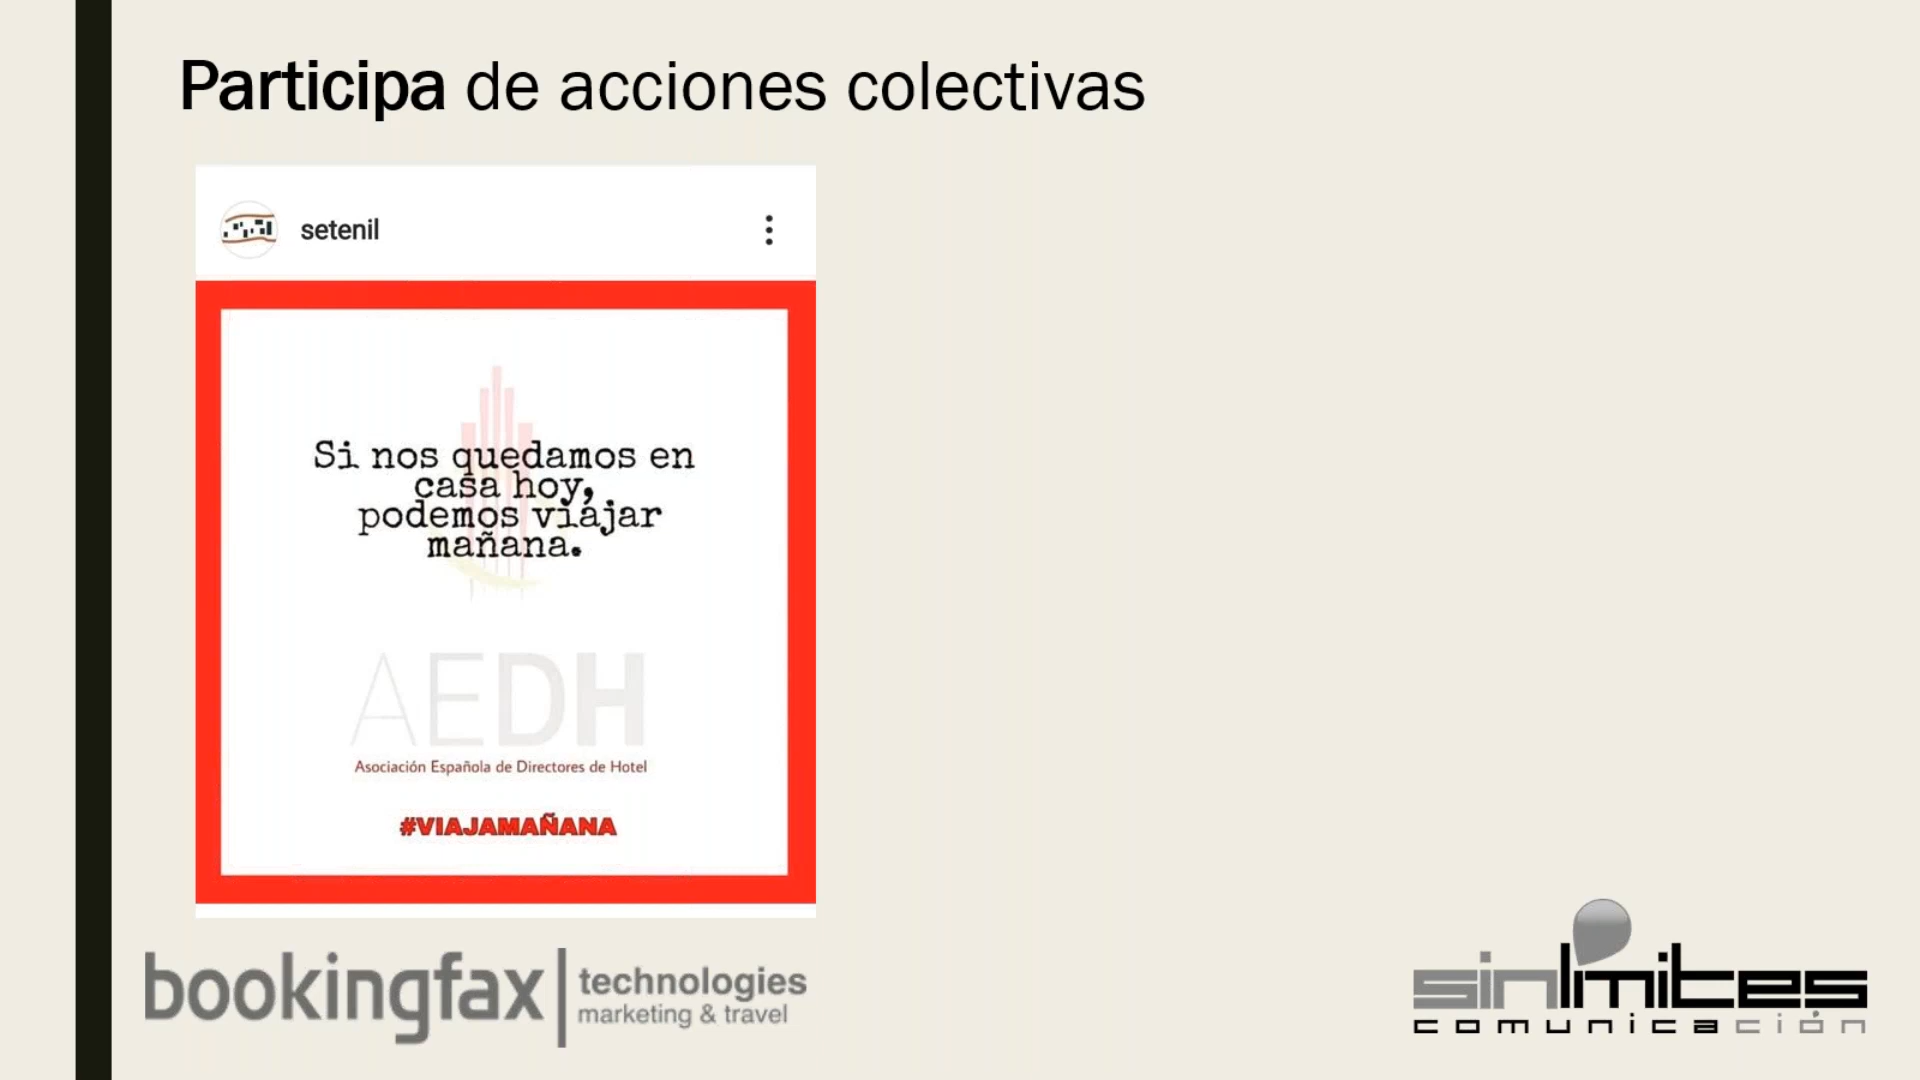 Participa de acciones colectivas
setenil
Si nos quedamos en
casa hoy,
podemos viajar
mañana.
AEDH
Asociación Española de Directores de Hotel
#VIAJAMAÑANA
bookingfax
technologies
marketing & travel
sinlimites
comunicación